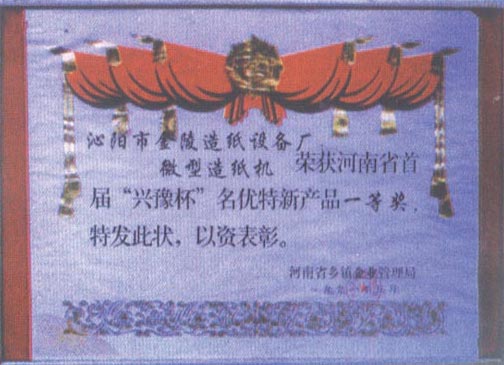 沁阳市金陵造纸设备厂
微型造纸机 荣获河南省首
届“兴豫杯”名优特新产品一等奖.
特发此状，以资表彰。
河南省乡镇企业管理局